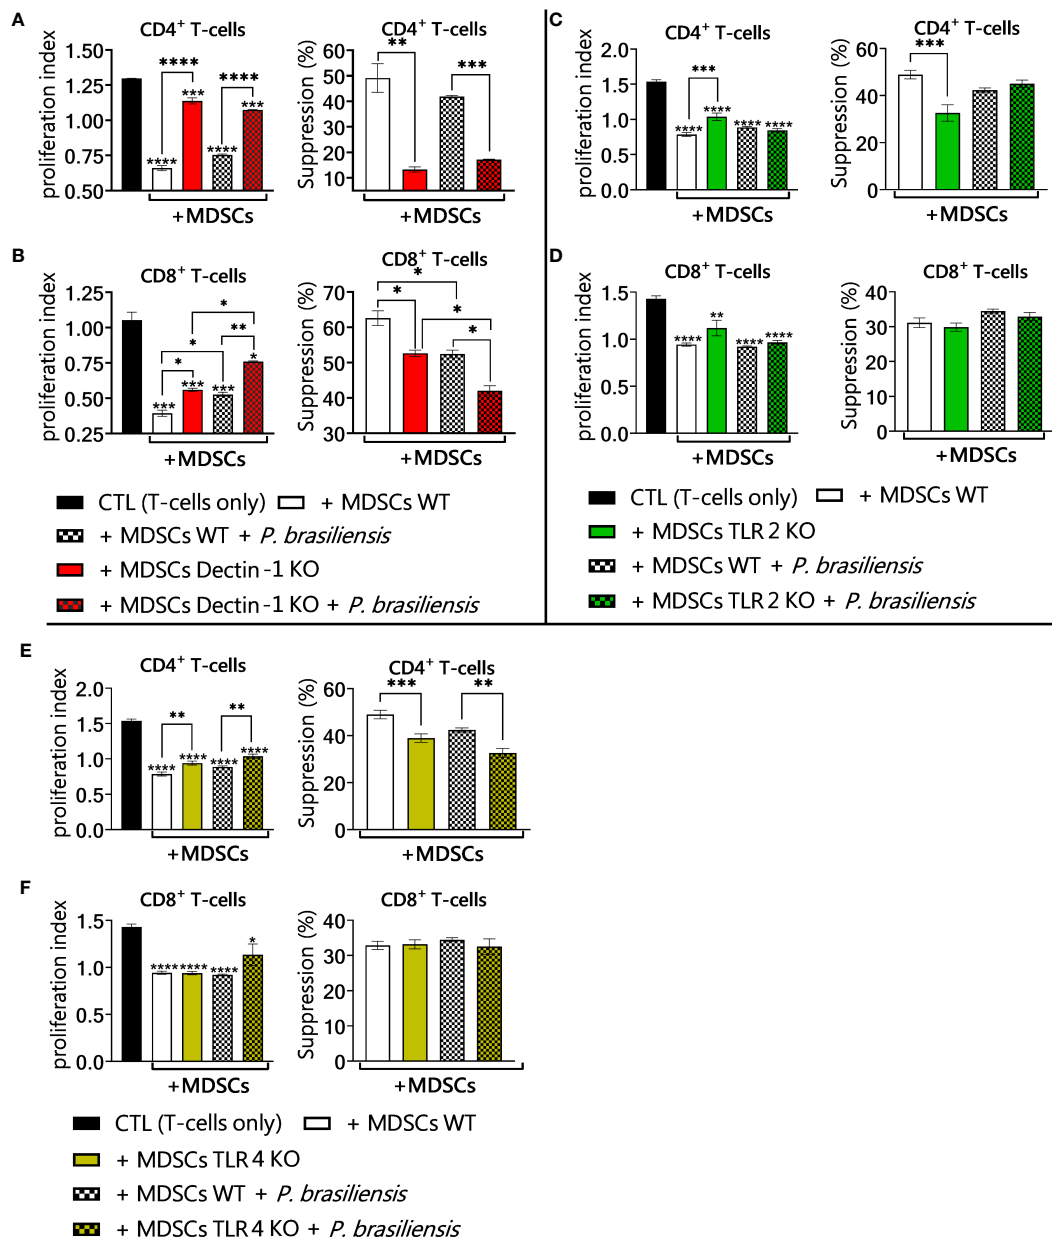 A
CD4+ T-cells
proliferation index
1.50
1.25
1.00
0.75
0.50
****
****
****
***
****
***
+MDSCs
CD4+ T-cells
Suppression (%)
60
50
40
30
20
10
**
***
+MDSCs
B
CD8+ T-cells
proliferation index
1.25
1.00
0.75
0.50
0.25
*
**
*
*
*
***
***
***
+MDSCs
CD8+ T-cells
Suppression (%)
70
60
50
40
30
*
*
*
*
+MDSCs
CTL (T-cells only)
+ MDSCs WT
+ MDSCs WT + P. brasiliensis
+ MDSCs Dectin-1 KO
+ MDSCs Dectin-1 KO + P. brasiliensis
C
CD4+ T-cells
proliferation index
2.0
1.5
1.0
0.5
0.0
***
****
****
****
****
+MDSCs
CD4+ T-cells
Suppression (%)
60
40
20
0
***
+MDSCs
D
CD8+ T-cells
proliferation index
1.5
1.0
0.5
0.0
****
**
****
****
+MDSCs
CD8+ T-cells
Suppression (%)
40
30
20
10
0
+MDSCs
CTL (T-cells only)
+ MDSCs WT
+ MDSCs TLR 2 KO
+ MDSCs WT + P. brasiliensis
+ MDSCs TLR 2 KO + P. brasiliensis
E
CD4+ T-cells
proliferation index
2.0
1.5
1.0
0.5
0.0
**
**
****
****
****
****
+MDSCs
CD4+ T-cells
Suppression (%)
60
40
20
0
***
**
+MDSCs
F
CD8+ T-cells
proliferation index
1.5
1.0
0.5
0.0
****
****
****
*
+MDSCs
CD8+ T-cells
Suppression (%)
40
30
20
10
0
+MDSCs
CTL (T-cells only)
+ MDSCs WT
+ MDSCs TLR 4 KO
+ MDSCs WT + P. brasiliensis
+ MDSCs TLR 4 KO + P. brasiliensis